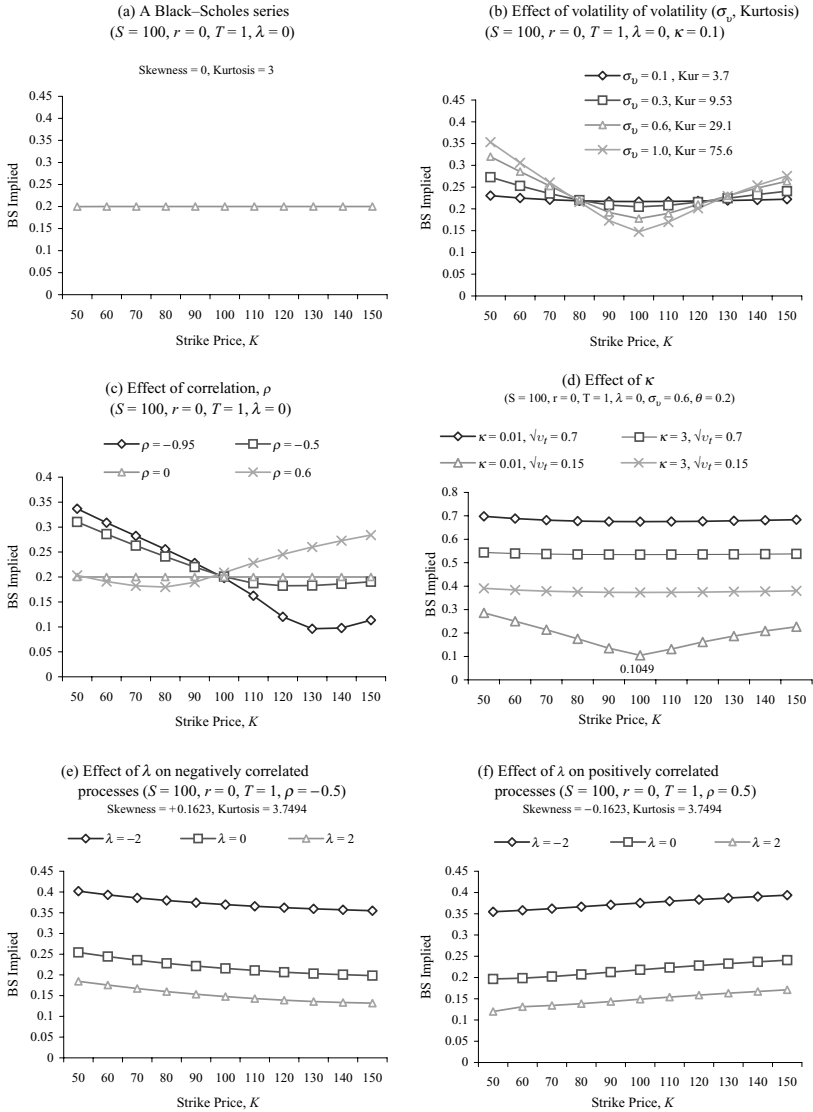 (a) A Black–Scholes series
(S = 100, r = 0, T = 1, λ = 0)
Skewness = 0, Kurtosis = 3
BS Implied
0.45
0.4
0.35
0.3
0.25
0.2
0.15
0.1
0.05
0
50 60 70 80 90 100 110 120 130 140 150
Strike Price, K
(b) Effect of volatility of volatility (σᵥ, Kurtosis)
(S = 100, r = 0, T = 1, λ = 0, κ = 0.1)
σᵥ = 0.1 , Kur = 3.7
σᵥ = 0.3, Kur = 9.53
σᵥ = 0.6, Kur = 29.1
σᵥ = 1.0, Kur = 75.6
BS Implied
0.45
0.4
0.35
0.3
0.25
0.2
0.15
0.1
0.05
0
50 60 70 80 90 100 110 120 130 140 150
Strike Price, K
(c) Effect of correlation, ρ
(S = 100, r = 0, T = 1, λ = 0)
ρ = −0.95 ρ = −0.5
ρ = 0 ρ = 0.6
BS Implied
0.4
0.35
0.3
0.25
0.2
0.15
0.1
0.05
0
50 60 70 80 90 100 110 120 130 140 150
Strike Price, K
(d) Effect of κ
(S = 100, r = 0, T = 1, λ = 0, σᵥ = 0.6, θ = 0.2)
κ = 0.01, √υₜ = 0.7 κ = 3, √υₜ = 0.7
κ = 0.01, √υₜ = 0.15 κ = 3, √υₜ = 0.15
BS Implied
0.8
0.7
0.6
0.5
0.4
0.3
0.2
0.1
0
0.1049
50 60 70 80 90 100 110 120 130 140 150
Strike Price, K
(e) Effect of λ on negatively correlated
processes (S = 100, r = 0, T = 1, ρ = −0.5)
Skewness = +0.1623, Kurtosis = 3.7494
λ = −2 λ = 0 λ = 2
BS Implied
0.45
0.4
0.35
0.3
0.25
0.2
0.15
0.1
0.05
0
50 60 70 80 90 100 110 120 130 140 150
Strike Price, K
(f) Effect of λ on positively correlated
processes (S = 100, r = 0, T = 1, ρ = 0.5)
Skewness = −0.1623, Kurtosis = 3.7494
λ = −2 λ = 0 λ = 2
BS Implied
0.45
0.4
0.35
0.3
0.25
0.2
0.15
0.1
0.05
0
50 60 70 80 90 100 110 120 130 140 150
Strike Price, K